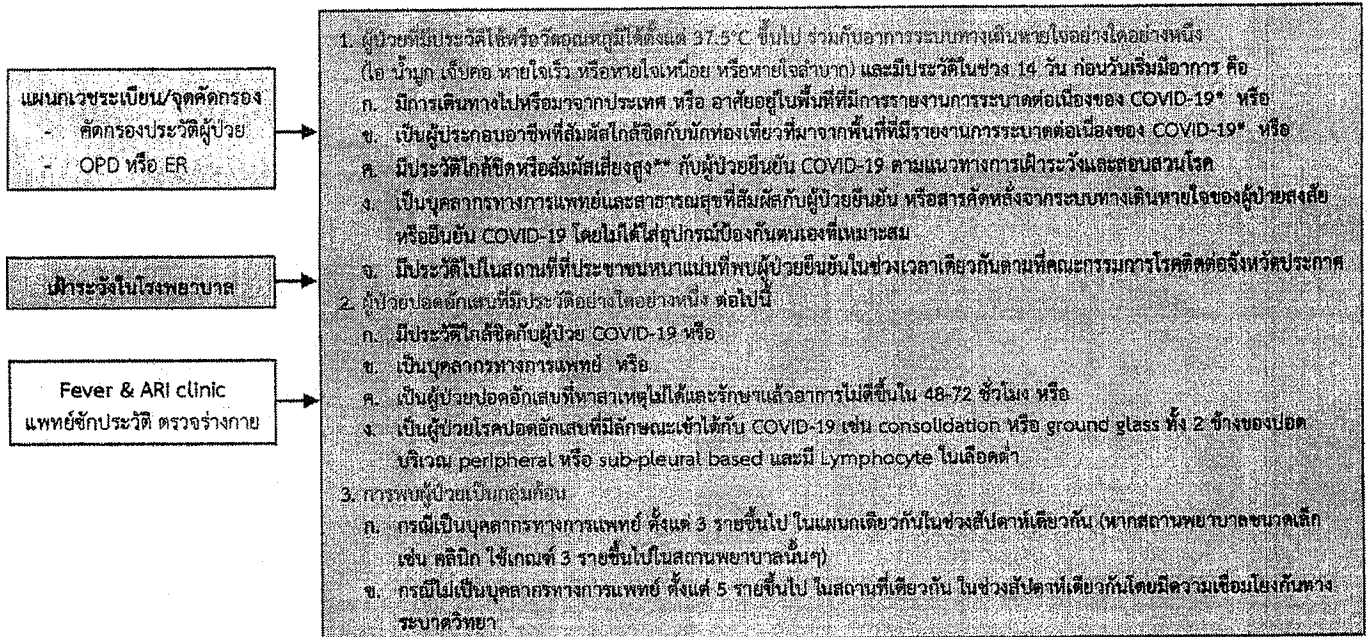 แผนกเวชระเบียน/จุดคัดกรอง
- คัดกรองประวัติผู้ป่วย
- OPD หรือ ER
เฝ้าระวังในโรงพยาบาล
Fever & ARI clinic
แพทย์ซักประวัติ ตรวจร่างกาย
1. ผู้ป่วยที่มีประวัติไข้หรือวัดอุณหภูมิได้ตั้งแต่ 37.5°C ขึ้นไป ร่วมกับอาการระบบทางเดินหายใจอย่างใดอย่างหนึ่ง
(ไอ น้ำมูก เจ็บคอ หายใจเร็ว หรือหายใจเหนื่อย หรือหายใจลำบาก) และมีประวัติในช่วง 14 วัน ก่อนวันเริ่มมีอาการ คือ
ก. มีการเดินทางไปหรือมาจากประเทศ หรือ อาศัยอยู่ในพื้นที่ที่มีการรายงานการระบาดต่อเนื่องของ COVID-19* หรือ
ข. เป็นผู้ประกอบอาชีพที่สัมผัสใกล้ชิดกับนักท่องเที่ยวที่มาจากพื้นที่ที่มีรายงานการระบาดต่อเนื่องของ COVID-19* หรือ
ค. มีประวัติใกล้ชิดหรือสัมผัสเสี่ยงสูง** กับผู้ป่วยยืนยัน COVID-19 ตามแนวทางการเฝ้าระวังและสอบสวนโรค
ง. เป็นบุคลากรทางการแพทย์และสาธารณสุขที่สัมผัสกับผู้ป่วยยืนยัน หรือสารคัดหลั่งจากระบบทางเดินหายใจของผู้ป่วยสงสัย
หรือยืนยัน COVID-19 โดยไม่ได้ใส่อุปกรณ์ป้องกันตนเองที่เหมาะสม
จ. มีประวัติไปในสถานที่ที่ประชาชนหนาแน่นที่พบผู้ป่วยยืนยันในช่วงเวลาเดียวกันตามที่คณะกรรมการโรคติดต่อจังหวัดประกาศ
2. ผู้ป่วยปอดอักเสบที่มีประวัติอย่างใดอย่างหนึ่ง ต่อไปนี้
ก. มีประวัติใกล้ชิดกับผู้ป่วย COVID-19 หรือ
ข. เป็นบุคลากรทางการแพทย์ หรือ
ค. เป็นผู้ป่วยปอดอักเสบที่หาสาเหตุไม่ได้และรักษาแล้วอาการไม่ดีขึ้นใน 48-72 ชั่วโมง หรือ
ง. เป็นผู้ป่วยโรคปอดอักเสบที่มีลักษณะเข้าได้กับ COVID-19 เช่น consolidation หรือ ground glass ทั้ง 2 ข้างของปอด
บริเวณ peripheral หรือ sub-pleural based และมี Lymphocyte ในเลือดต่ำ
3. การพบผู้ป่วยเป็นกลุ่มก้อน
ก. กรณีเป็นบุคลากรทางการแพทย์ ตั้งแต่ 3 รายขึ้นไป ในแผนกเดียวกันในช่วงสัปดาห์เดียวกัน (หากสถานพยาบาลขนาดเล็ก
เช่น คลินิก ใช้เกณฑ์ 3 รายขึ้นไปในสถานพยาบาลนั้นๆ)
ข. กรณีไม่เป็นบุคลากรทางการแพทย์ ตั้งแต่ 5 รายขึ้นไป ในสถานที่เดียวกัน ในช่วงสัปดาห์เดียวกันโดยมีความเชื่อมโยงกันทาง
ระบาดวิทยา